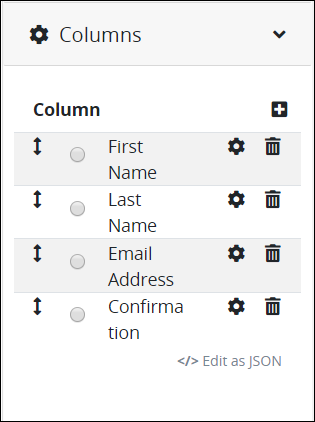 Columns
Column
First
Name
Last
Name
Email
Address
Confirma
tion
</> Edit as JSON